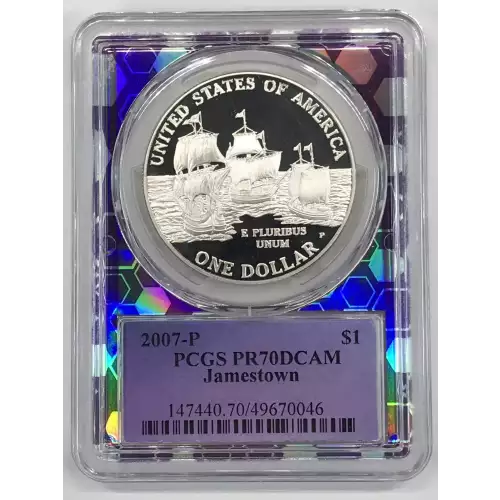 UNITED STATES OF AMERICA
E PLURIBUS
UNUM
P
ONE DOLLAR
2007-P $1
PCGS PR70DCAM
Jamestown
147440.70/49670046